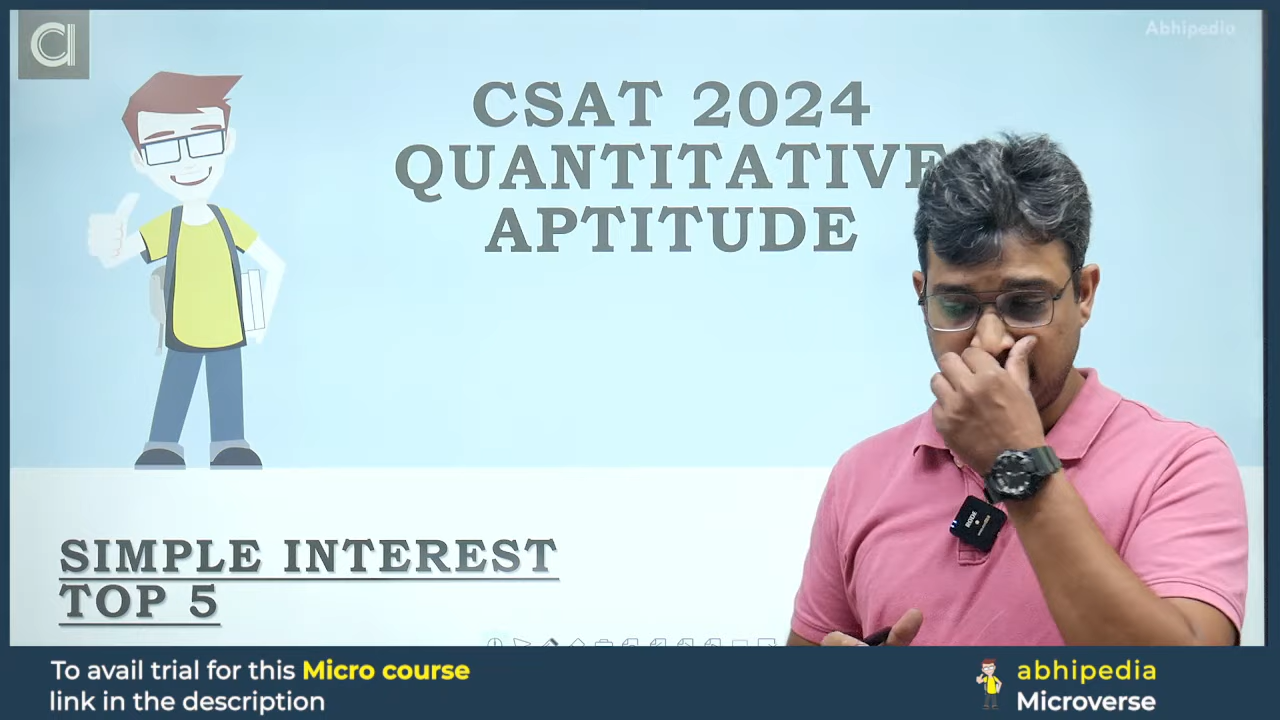 Abhipedia
CSAT 2024
QUANTITATIVE
APTITUDE
SIMPLE INTEREST
TOP 5
RODE
To avail trial for this Micro course
link in the description
abhipedia
Microverse